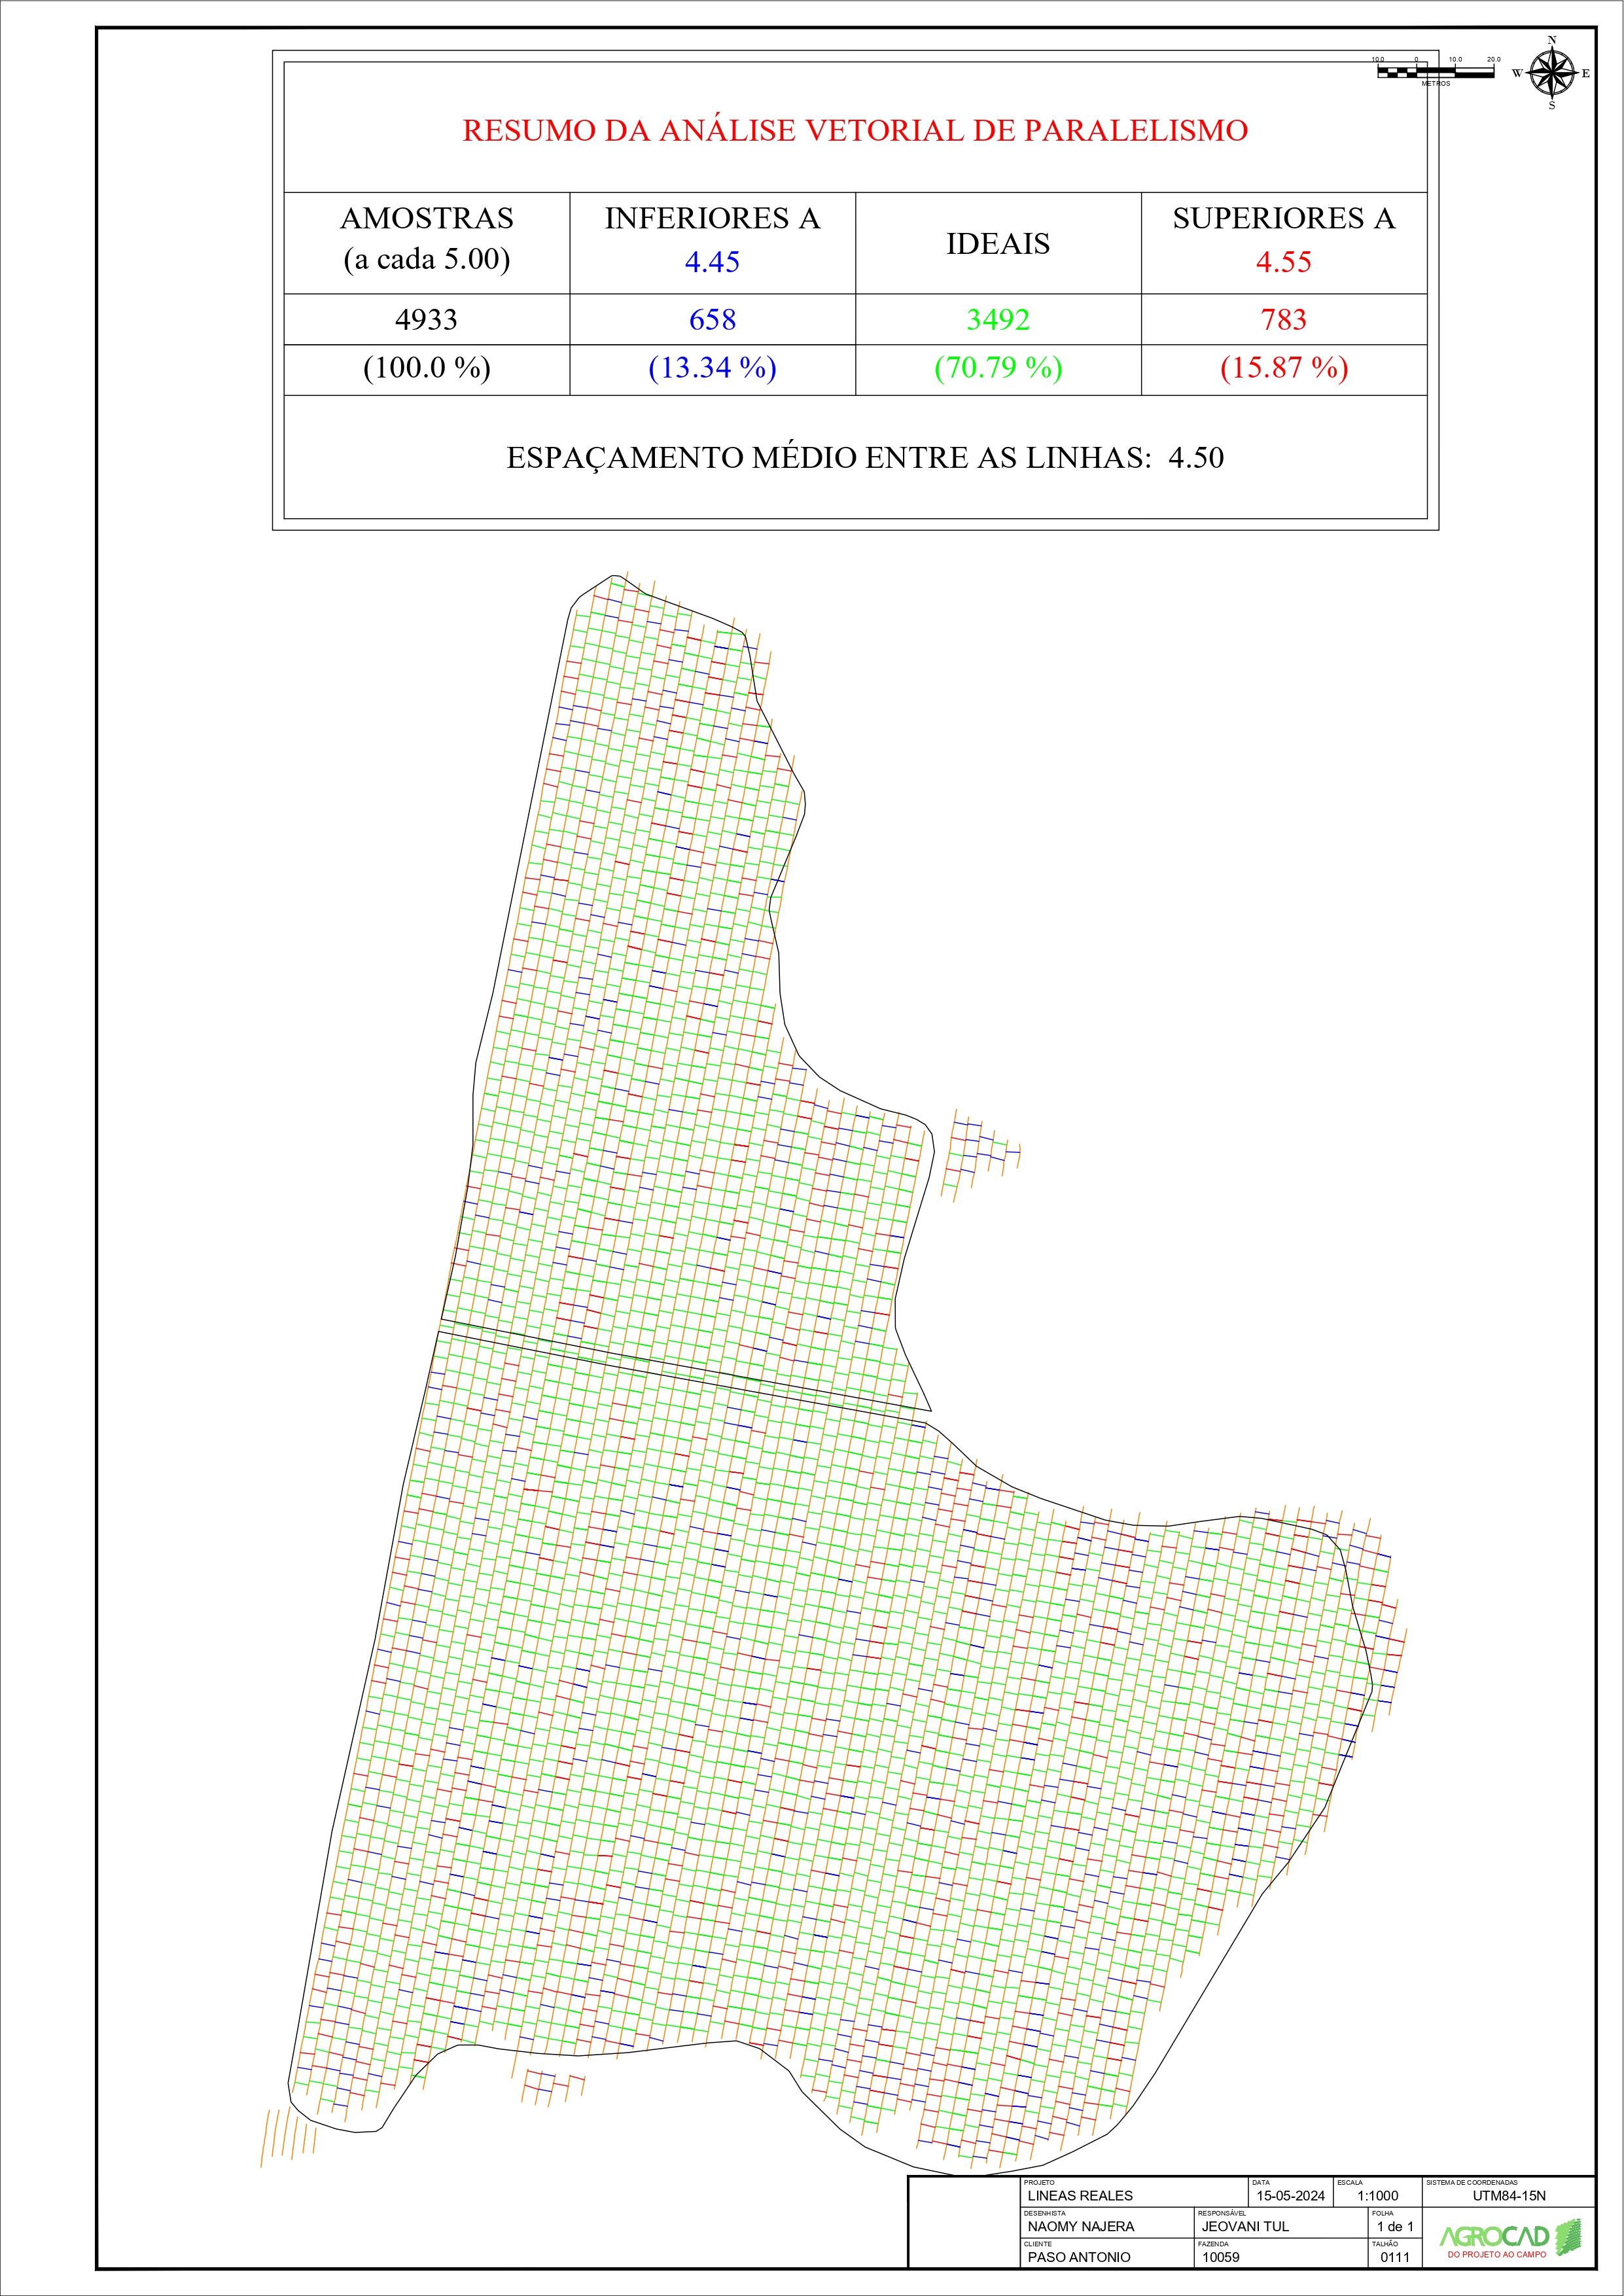 N
10.0 0 10.0 20.0
W E
METROS
S
RESUMO DA ANÁLISE VETORIAL DE PARALELISMO
AMOSTRAS
(a cada 5.00)
INFERIORES A
4.45
IDEAIS
SUPERIORES A
4.55
4933 658 3492 783
(100.0 %) (13.34 %) (70.79 %) (15.87 %)
ESPAÇAMENTO MÉDIO ENTRE AS LINHAS: 4.50
PROJETO
LINEAS REALES
DATA
15-05-2024
ESCALA
1:1000
SISTEMA DE COORDENADAS
UTM84-15N
DESENHISTA
NAOMY NAJERA
RESPONSÁVEL
JEOVANI TUL
FOLHA
1 de 1
CLIENTE
PASO ANTONIO
FAZENDA
10059
TALHÃO
0111
AGROCAD
DO PROJETO AO CAMPO